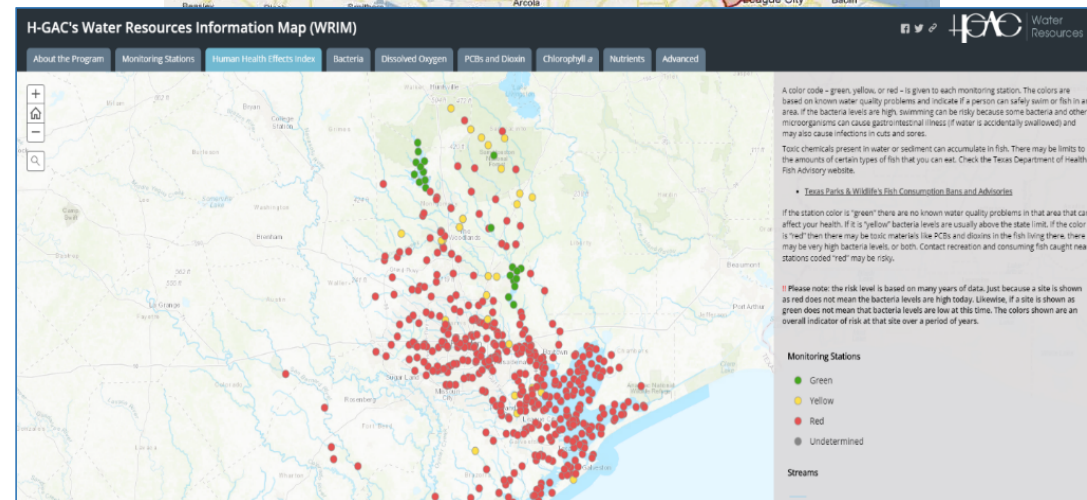 Arcola
League City
H-GAC's Water Resources Information Map (WRIM)
HGAC Water
Resources
About the Program
Monitoring Stations
Human Health Effects Index
Bacteria
Dissolved Oxygen
PCBs and Dioxin
Chlorophyll a
Nutrients
Advanced
A color code – green, yellow, or red – is given to each monitoring station. The colors are
based on known water quality problems and indicate if a person can safely swim or fish in an
area. If the bacteria levels are high, swimming can be risky because some bacteria and other
microorganisms can cause gastrointestinal illness (if water is accidentally swallowed) and
may also cause infections in cuts and sores.
Toxic chemicals present in water or sediment can accumulate in fish. There may be limits to
the amounts of certain types of fish that you can eat. Check the Texas Department of Health
Fish Advisory website.
• Texas Parks & Wildlife's Fish Consumption Bans and Advisories
If the station color is "green" there are no known water quality problems in that area that can
affect your health. If it is "yellow" bacteria levels are usually above the state limit. If the color
is "red" then there may be toxic materials like PCBs and dioxins in the fish living there, there
may be very high bacteria levels, or both. Contact recreation and consuming fish caught near
stations coded "red" may be risky.
!! Please note: the risk level is based on many years of data. Just because a site is shown
as red does not mean the bacteria levels are high today. Likewise, if a site is shown as
green does not mean that bacteria levels are low at this time. The colors shown are an
overall indicator of risk at that site over a period of years.
Monitoring Stations
Green
Yellow
Red
Undetermined
Streams
Bryan
College
Station
Grimes
Burleson
Washington
Brenham
La Grange
Fayette
Colorado
Sugar Land
Rosenberg
Fort Bend
Wharton
Galveston
Beaumont
Port Arthur